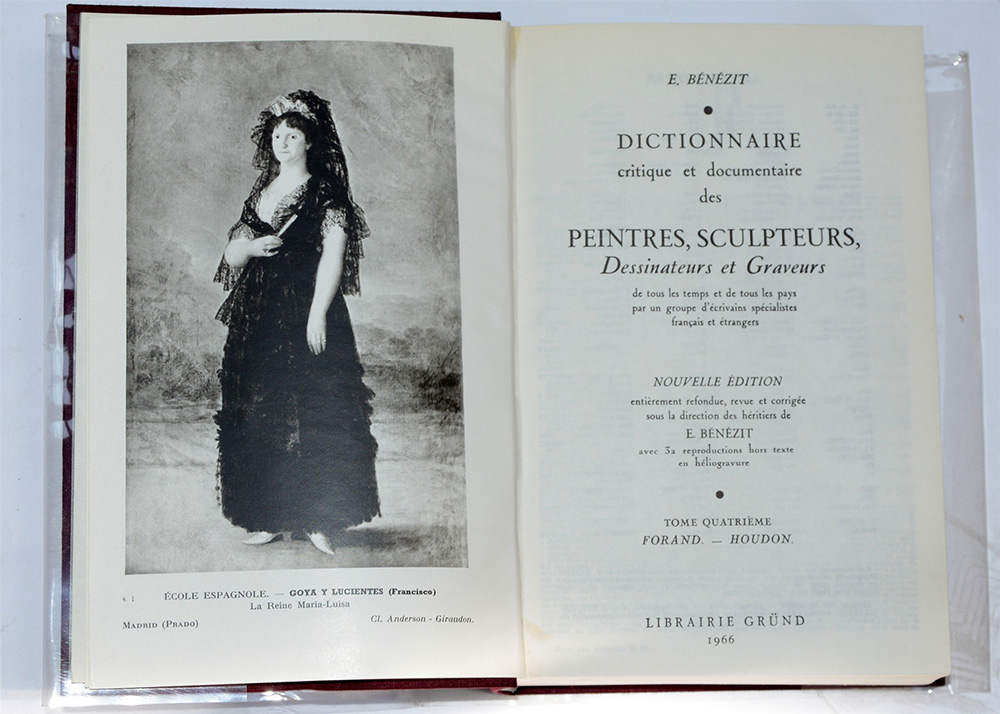 4. I
ÉCOLE ESPAGNOLE. — GOYA Y LUCIENTES (Francisco)
La Reine Maria-Luisa
MADRID (PRADO)
Cl. Anderson - Giraudon.
E. BÉNÉZIT
●
DICTIONNAIRE
critique et documentaire
des
PEINTRES, SCULPTEURS,
Dessinateurs et Graveurs
de tous les temps et de tous les pays
par un groupe d'écrivains spécialistes
français et étrangers
NOUVELLE ÉDITION
entièrement refondue, revue et corrigée
sous la direction des héritiers de
E. BÉNÉZIT
avec 32 reproductions hors texte
en héliogravure
●
TOME QUATRIÈME
FORAND. — HOUDON.
LIBRAIRIE GRÜND
1966